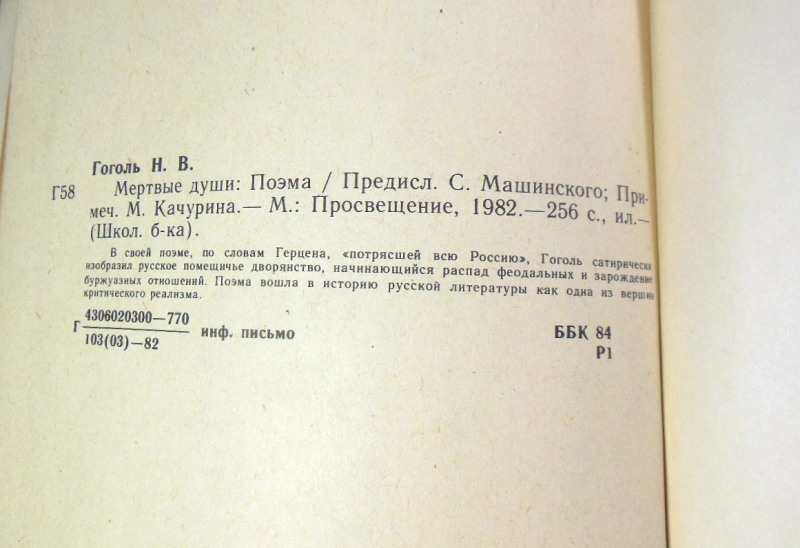 Гоголь Н. В.
Г58 Мертвые души: Поэма / Предисл. С. Машинского; При-
меч. М. Качурина.— М.: Просвещение, 1982.—256 с., ил.—
(Школ. б-ка).
В своей поэме, по словам Герцена, «потрясшей всю Россию», Гоголь сатирически
изобразил русское помещичье дворянство, начинающийся распад феодальных и зарождение
буржуазных отношений. Поэма вошла в историю русской литературы как одна из вершин
критического реализма.
Г 4306020300—770
103(03)—82 инф. письмо
ББК 84
Р1